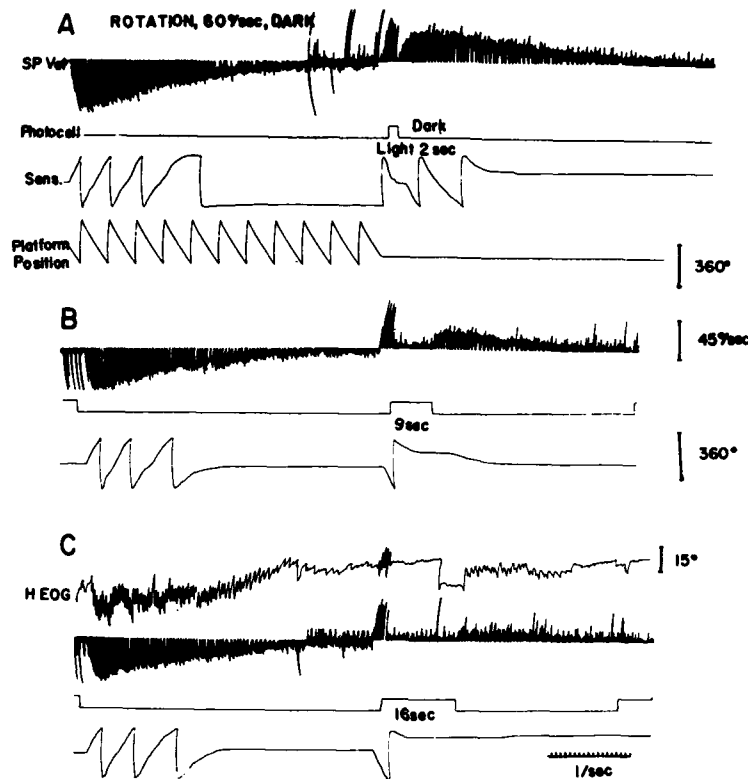 A
ROTATION, 60°/sec, DARK
SP Vel
Photocell
Dark
Light 2 sec
Sens.
Platform
Position
360°
B
45°/sec
9sec
360°
C
15°
H EOG
16sec
1/sec